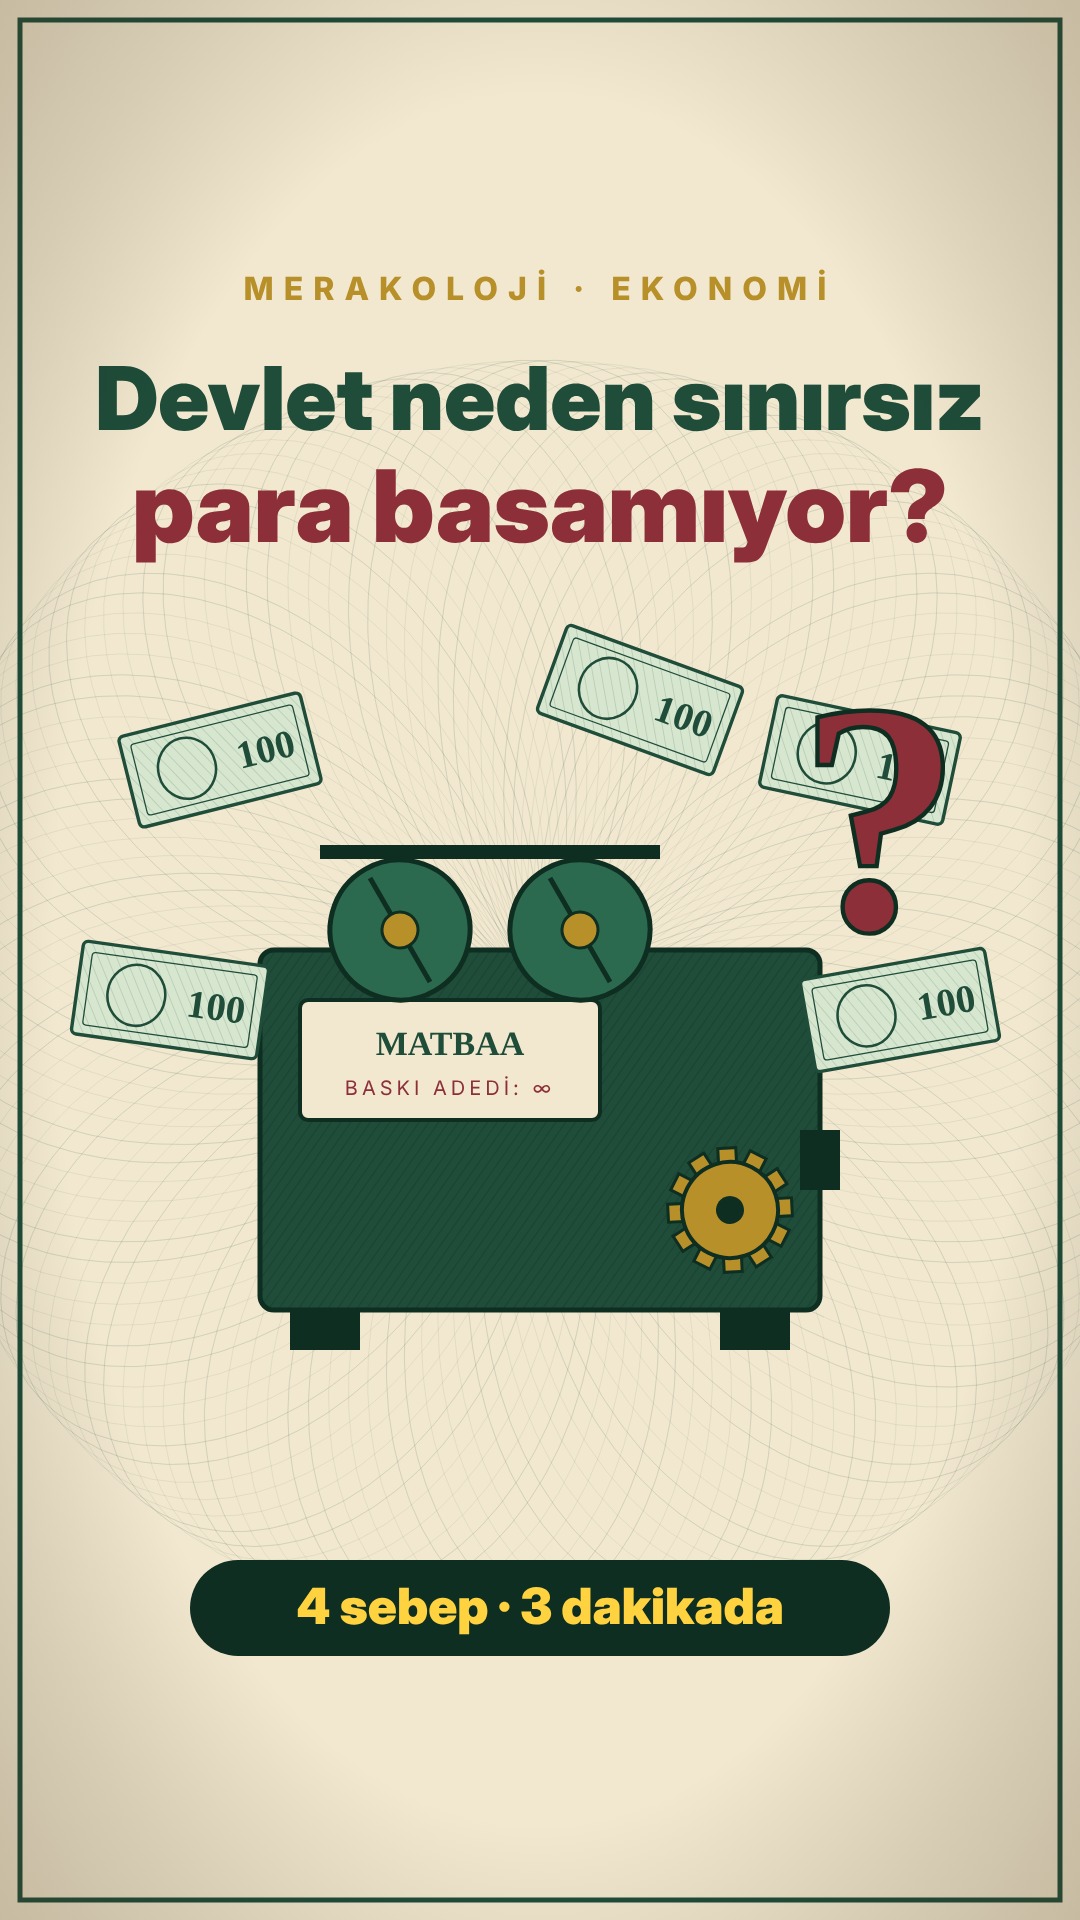 MERAKOLOJİ · EKONOMİ
Devlet neden sınırsız
para basamıyor?
100
100
?
100
100
MATBAA
BASKI ADEDİ: ∞
4 sebep · 3 dakikada